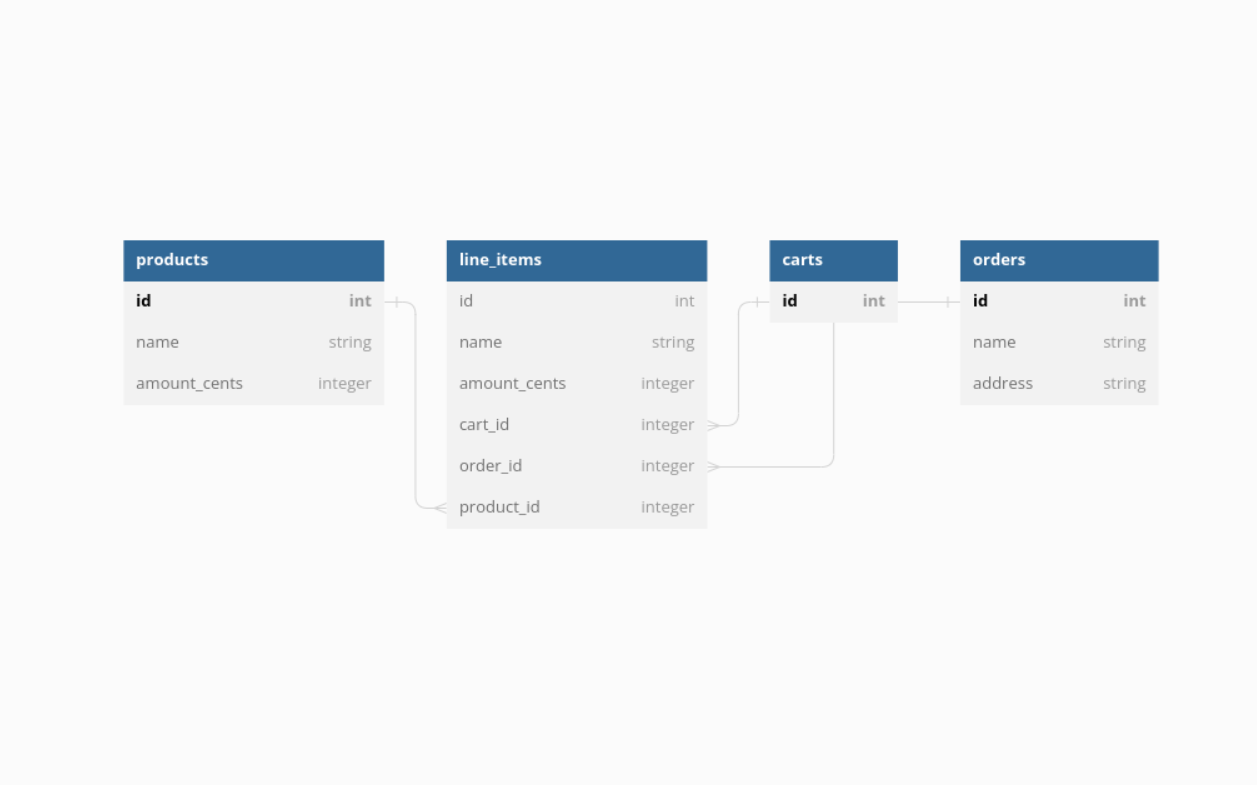 products
id int
name string
amount_cents integer
line_items
id int
name string
amount_cents integer
cart_id integer
order_id integer
product_id integer
carts
id int
orders
id int
name string
address string